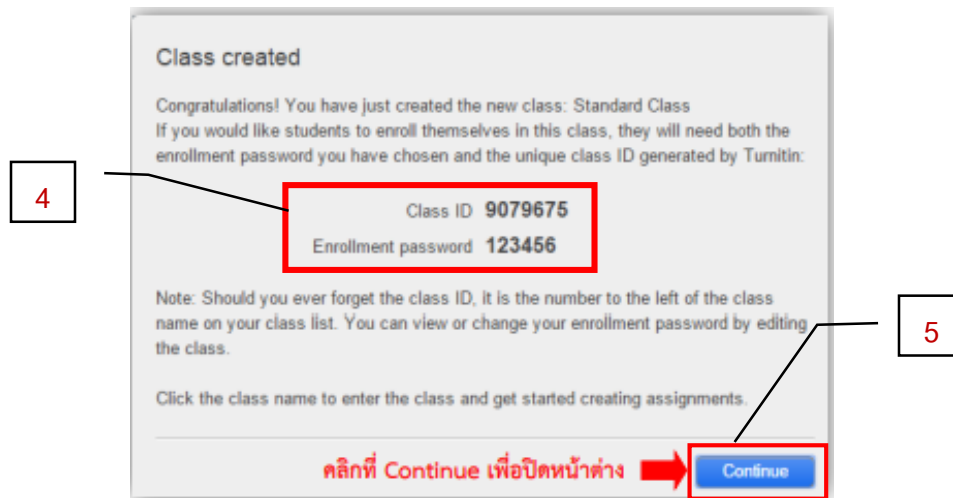 Class created
Congratulations! You have just created the new class: Standard Class
If you would like students to enroll themselves in this class, they will need both the
enrollment password you have chosen and the unique class ID generated by Turnitin:
4
Class ID 9079675
Enrollment password 123456
Note: Should you ever forget the class ID, it is the number to the left of the class
name on your class list. You can view or change your enrollment password by editing
the class.
5
Click the class name to enter the class and get started creating assignments.
คลิกที่ Continue เพื่อปิดหน้าต่าง
Continue